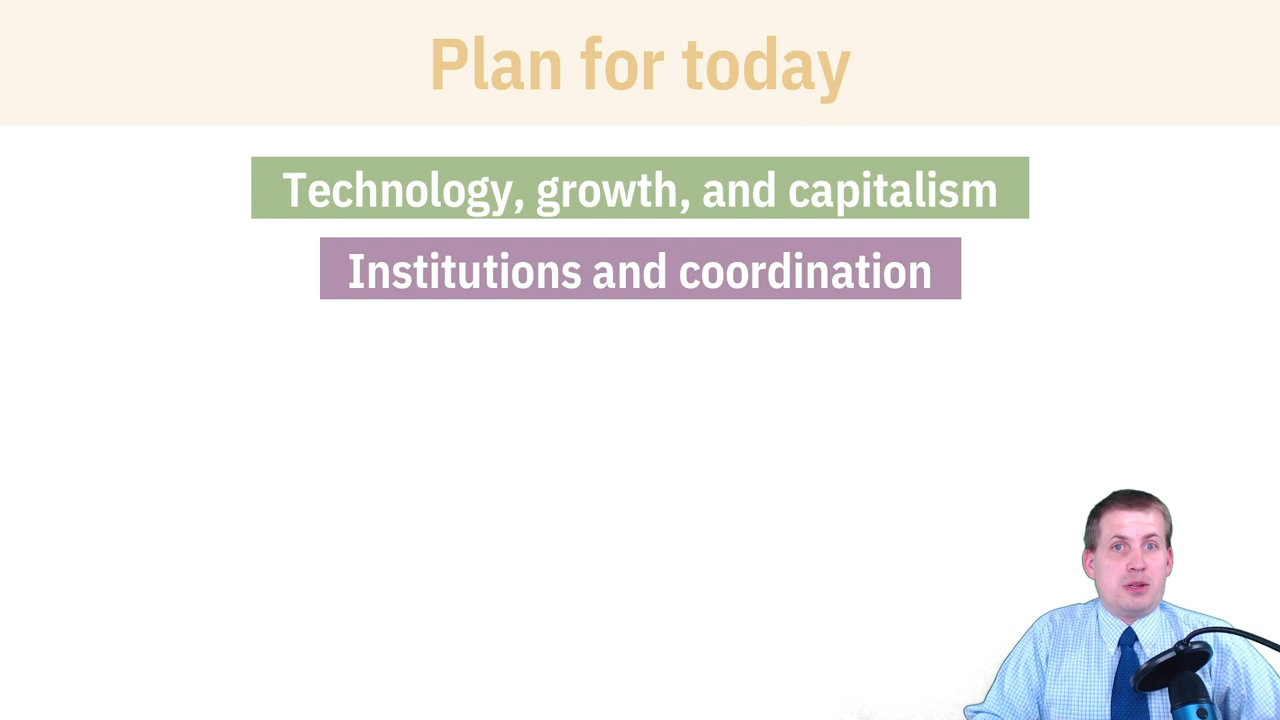 Plan for today
Technology, growth, and capitalism
Institutions and coordination